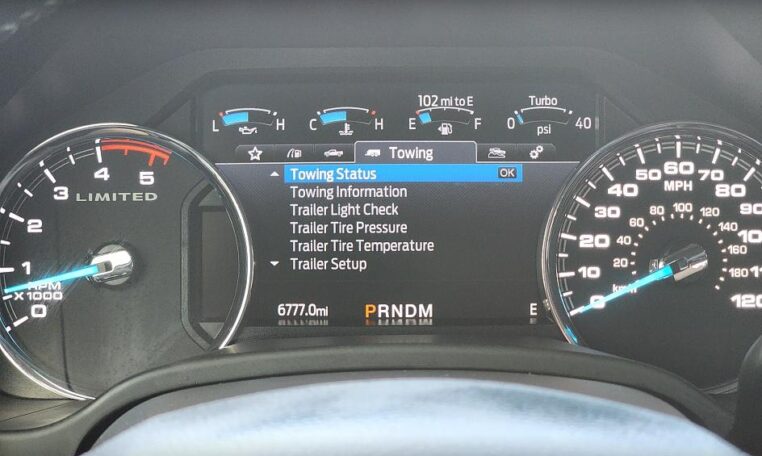 102 mi to E
Turbo
L H
C H
E F
0 psi 40
Towing
Towing Status OK
Towing Information
Trailer Light Check
Trailer Tire Pressure
Trailer Tire Temperature
Trailer Setup
6777.0mi PRNDM E
LIMITED
0 1 2 3 4 5
RPM
X1000
0 10 20 30 40 50 60 70 80 90
120
MPH
20 40 60 80 100 120 140 160 180
km/h